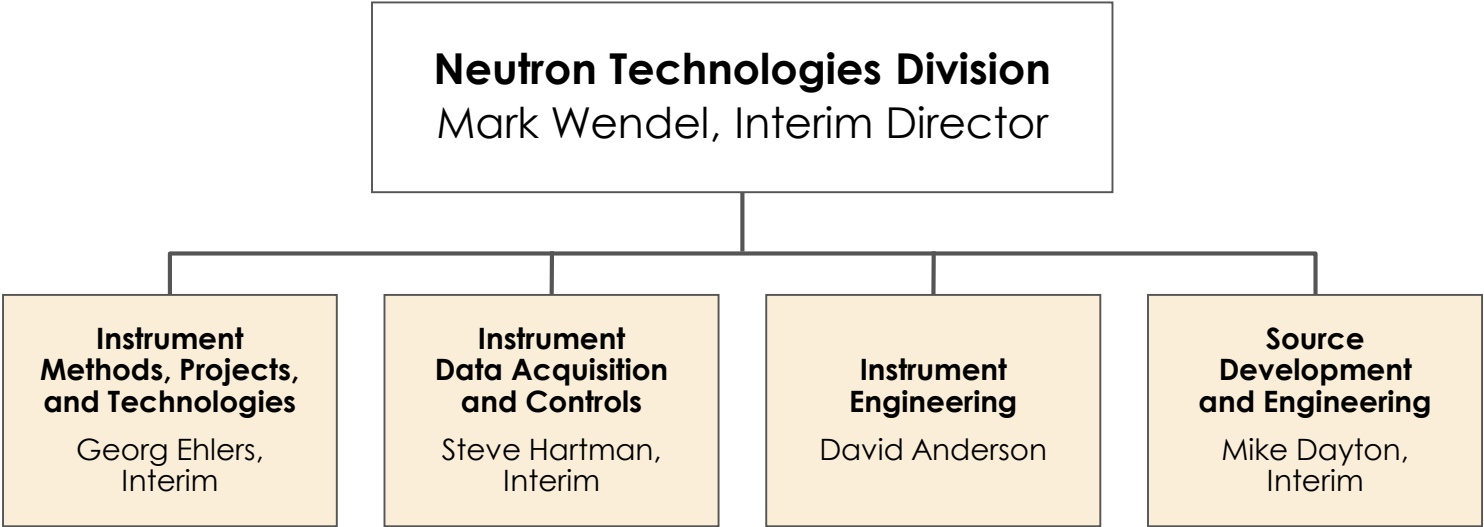 Neutron Technologies Division
Mark Wendel, Interim Director
Instrument
Methods, Projects,
and Technologies
Georg Ehlers,
Interim
Instrument
Data Acquisition
and Controls
Steve Hartman,
Interim
Instrument
Engineering
David Anderson
Source
Development
and Engineering
Mike Dayton,
Interim